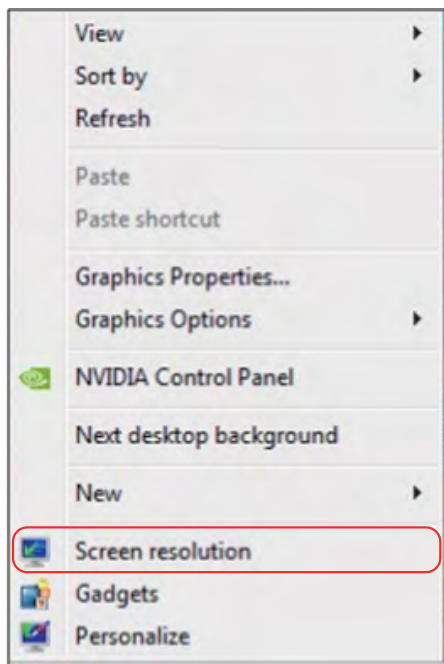 View
Sort by
Refresh
Paste
Paste shortcut
Graphics Properties...
Graphics Options
NVIDIA Control Panel
Next desktop background
New
Screen resolution
Gadgets
Personalize